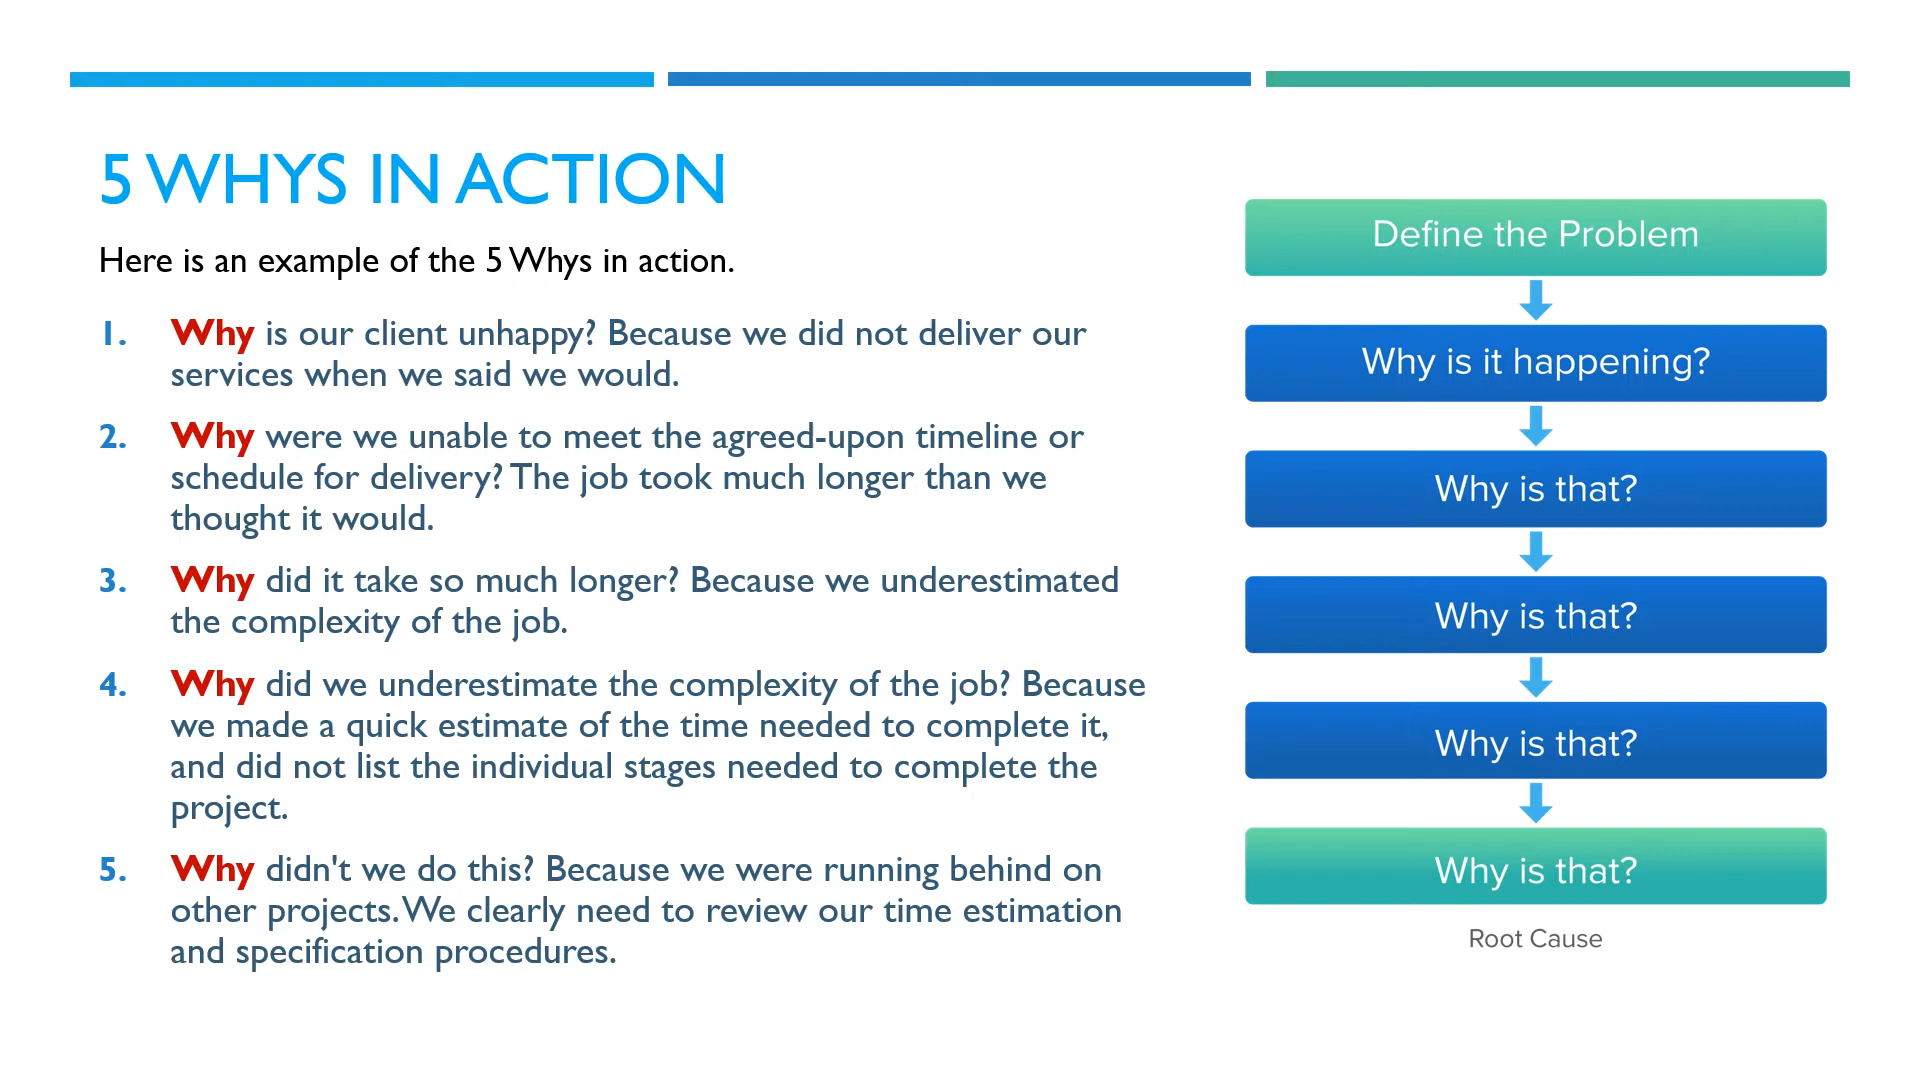 5 WHYS IN ACTION
Here is an example of the 5 Whys in action.
1. Why is our client unhappy? Because we did not deliver our
services when we said we would.
2. Why were we unable to meet the agreed-upon timeline or
schedule for delivery? The job took much longer than we
thought it would.
3. Why did it take so much longer? Because we underestimated
the complexity of the job.
4. Why did we underestimate the complexity of the job? Because
we made a quick estimate of the time needed to complete it,
and did not list the individual stages needed to complete the
project.
5. Why didn't we do this? Because we were running behind on
other projects. We clearly need to review our time estimation
and specification procedures.
Define the Problem
Why is it happening?
Why is that?
Why is that?
Why is that?
Why is that?
Root Cause